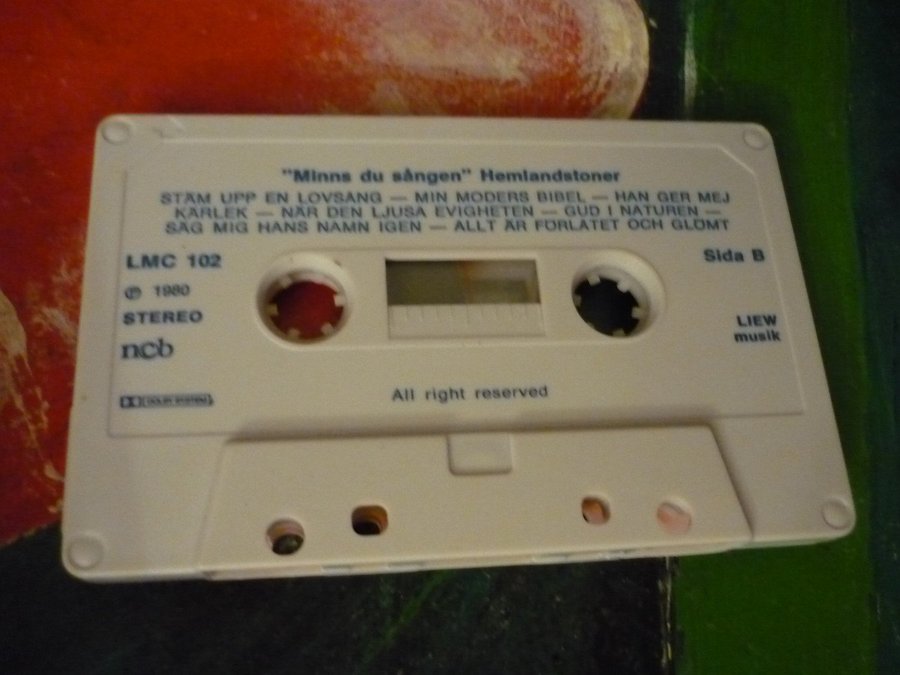 "Minns du sången" Hemlandstoner
STÄM UPP EN LOVSÅNG — MIN MODERS BIBEL — HAN GER MEJ
KÄRLEK — NÄR DEN LJUSA EVIGHETEN — GUD I NATUREN —
SÄG MIG HANS NAMN IGEN — ALLT ÄR FÖRLÅTET OCH GLÖMT
LMC 102
Sida B
℗ 1980
STEREO
LIEW
musik
ncb
DOLBY SYSTEM
All right reserved